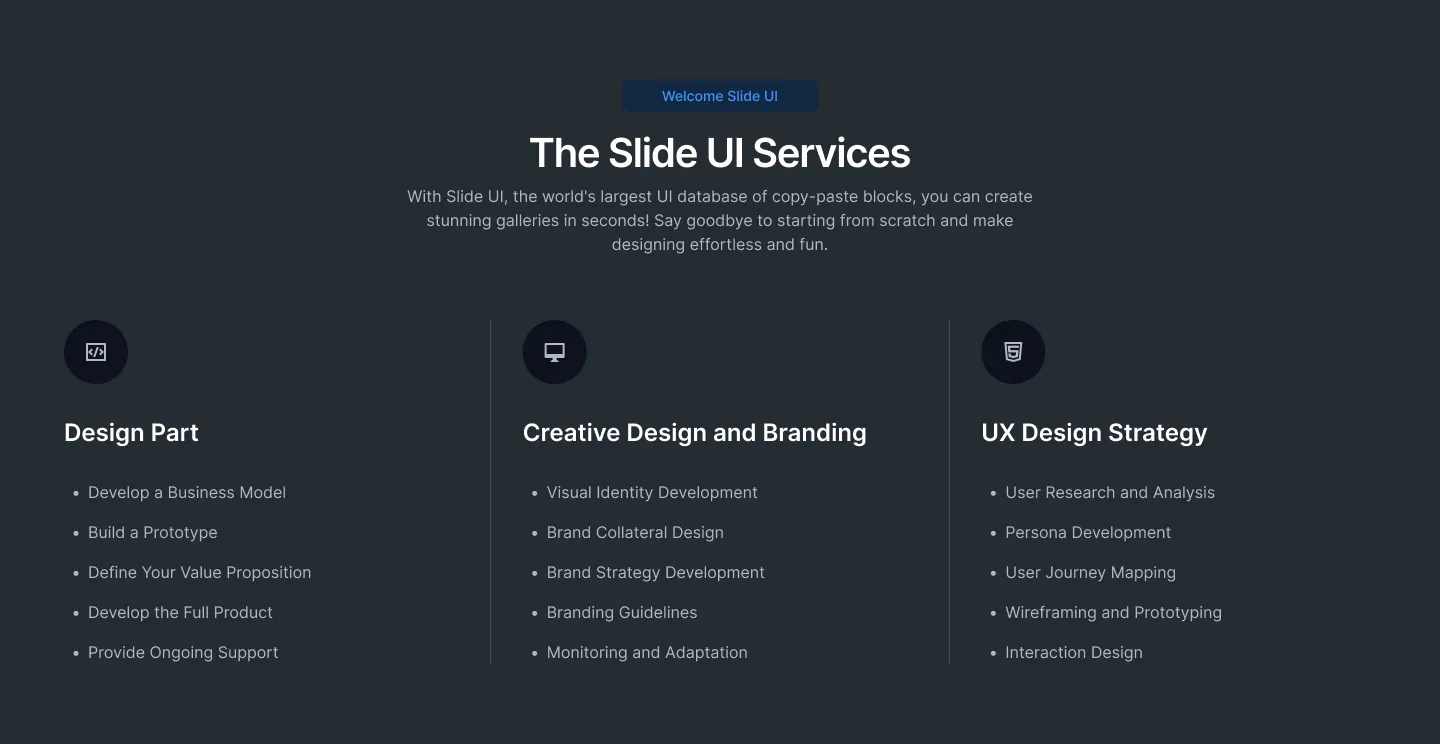 Welcome Slide UI
The Slide UI Services
With Slide UI, the world's largest UI database of copy-paste blocks, you can create
stunning galleries in seconds! Say goodbye to starting from scratch and make
designing effortless and fun.
Design Part
• Develop a Business Model
• Build a Prototype
• Define Your Value Proposition
• Develop the Full Product
• Provide Ongoing Support
Creative Design and Branding
• Visual Identity Development
• Brand Collateral Design
• Brand Strategy Development
• Branding Guidelines
• Monitoring and Adaptation
UX Design Strategy
• User Research and Analysis
• Persona Development
• User Journey Mapping
• Wireframing and Prototyping
• Interaction Design